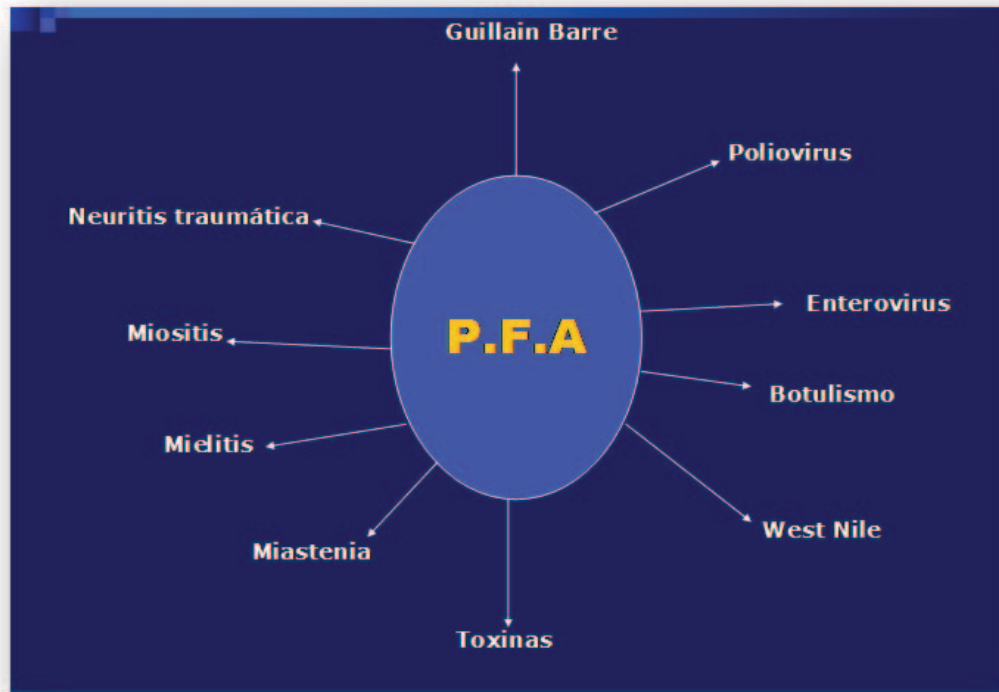 Guillain Barre
Poliovirus
Neuritis traumática
Enterovirus
Miositis
P.F.A
Botulismo
Mielitis
West Nile
Miastenia
Toxinas